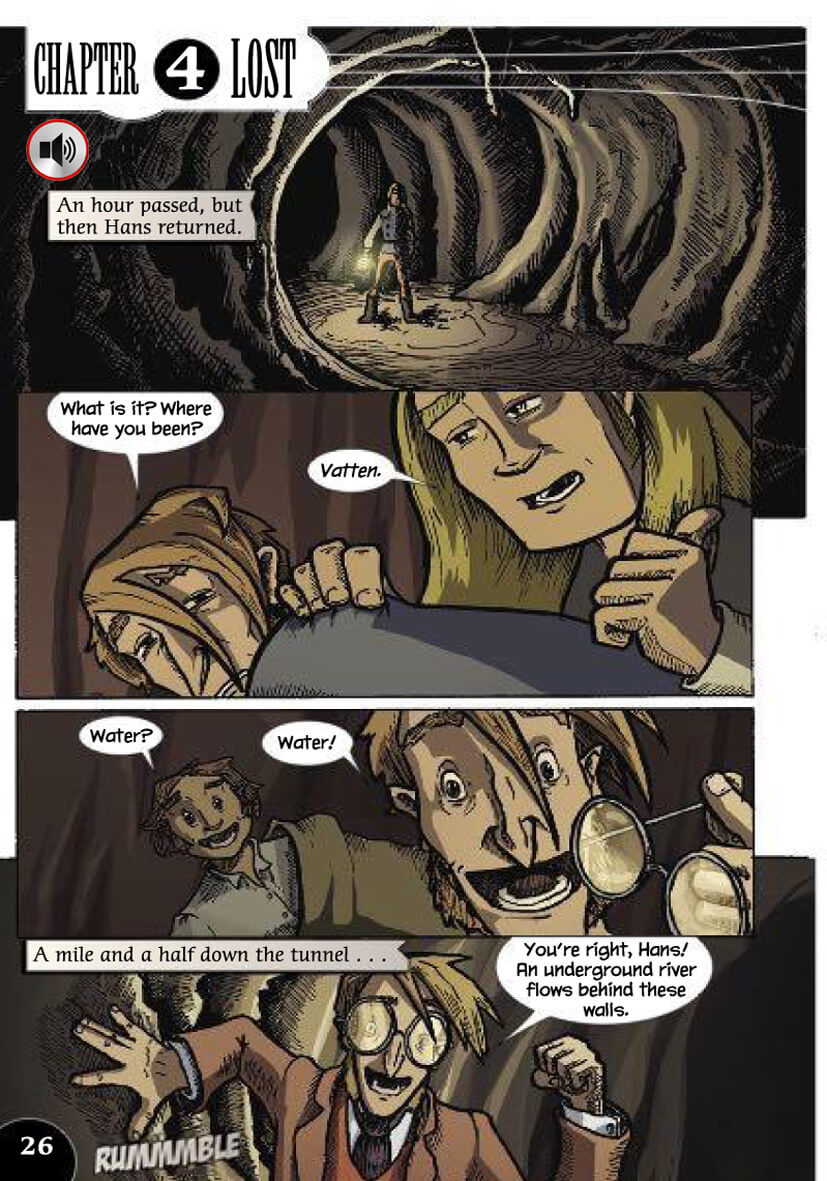 CHAPTER 4 LOST
An hour passed, but
then Hans returned.
What is it? Where
have you been?
Vatten.
Water?
Water!
A mile and a half down the tunnel . . .
You're right, Hans!
An underground river
flows behind these
walls.
RUMMMBLE
26